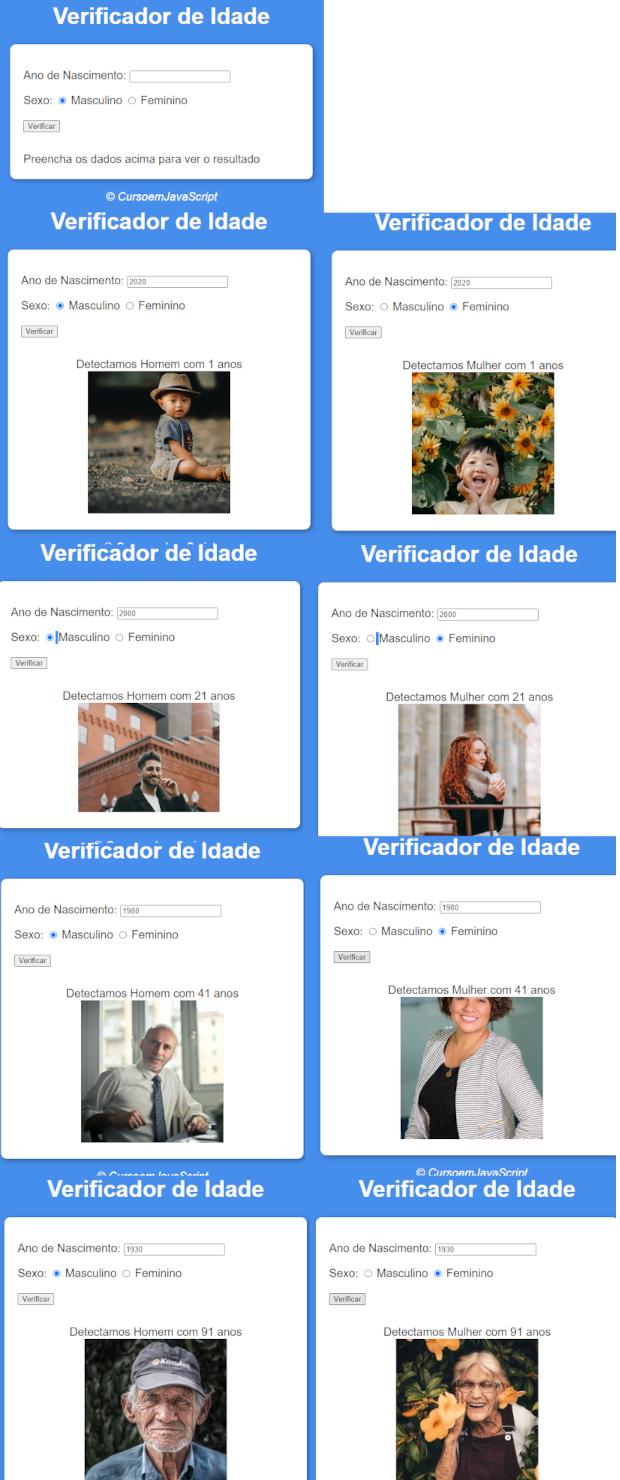 Verificador de Idade
Ano de Nascimento:
Sexo: Masculino Feminino
Verificar
Preencha os dados acima para ver o resultado
© CursoemJavaScript
Verificador de Idade
Ano de Nascimento: 2020
Sexo: Masculino Feminino
Verificar
Detectamos Homem com 1 anos
Verificador de Idade
Ano de Nascimento: 2020
Sexo: Masculino Feminino
Verificar
Detectamos Mulher com 1 anos
Verificador de Idade
Ano de Nascimento: 2000
Sexo: Masculino Feminino
Verificar
Detectamos Homem com 21 anos
Verificador de Idade
Ano de Nascimento: 2000
Sexo: Masculino Feminino
Verificar
Detectamos Mulher com 21 anos
Verificador de Idade
Ano de Nascimento: 1980
Sexo: Masculino Feminino
Verificar
Detectamos Homem com 41 anos
© CursoemJavaScript
Verificador de Idade
Ano de Nascimento: 1980
Sexo: Masculino Feminino
Verificar
Detectamos Mulher com 41 anos
© CursoemJavaScript
Verificador de Idade
Ano de Nascimento: 1930
Sexo: Masculino Feminino
Verificar
Detectamos Homem com 91 anos
Verificador de Idade
Ano de Nascimento: 1930
Sexo: Masculino Feminino
Verificar
Detectamos Mulher com 91 anos